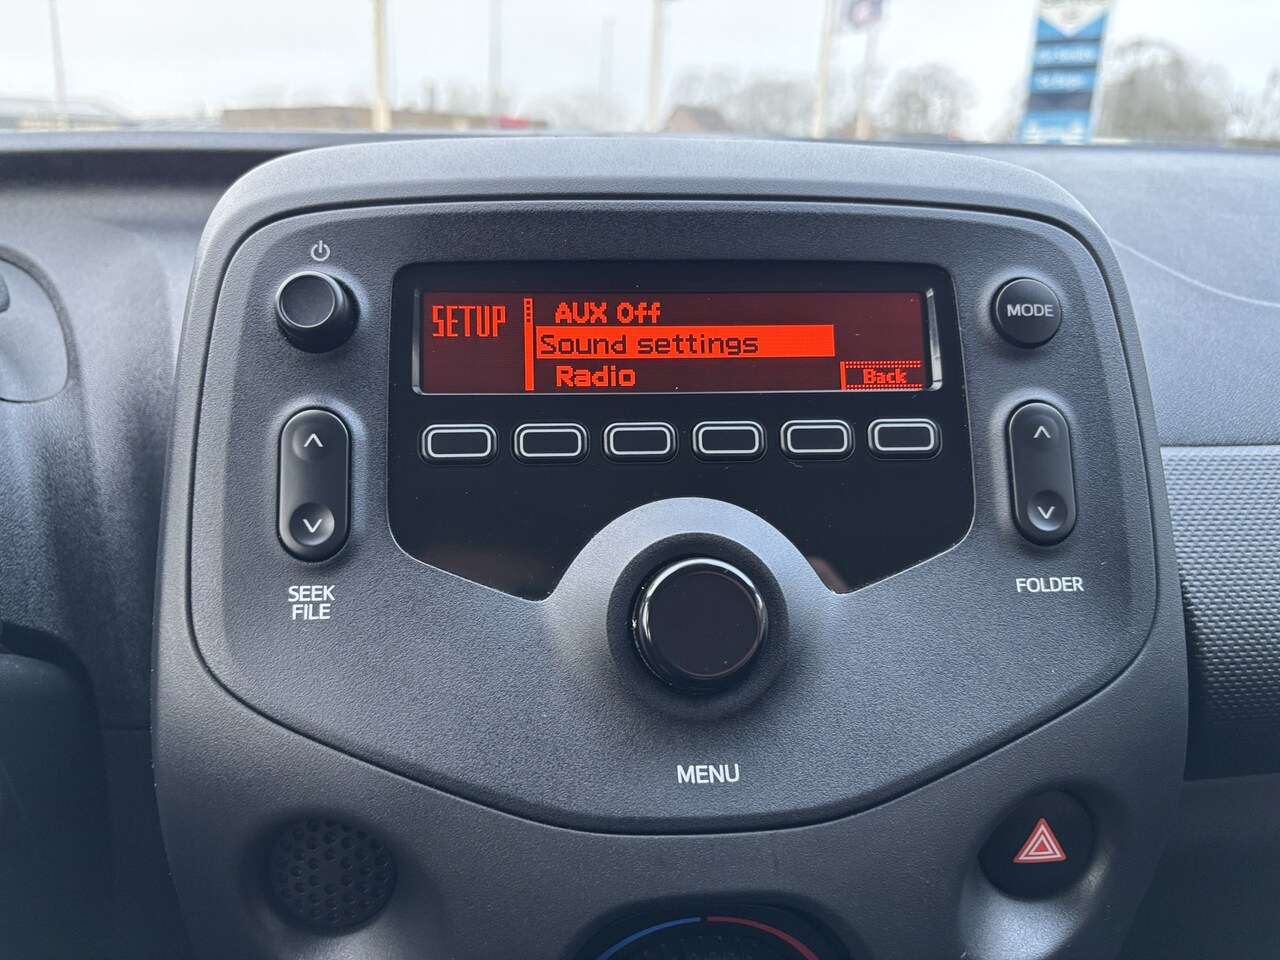 SETUP
AUX Off
Sound settings
Radio
Back
MODE
SEEK
FILE
FOLDER
MENU